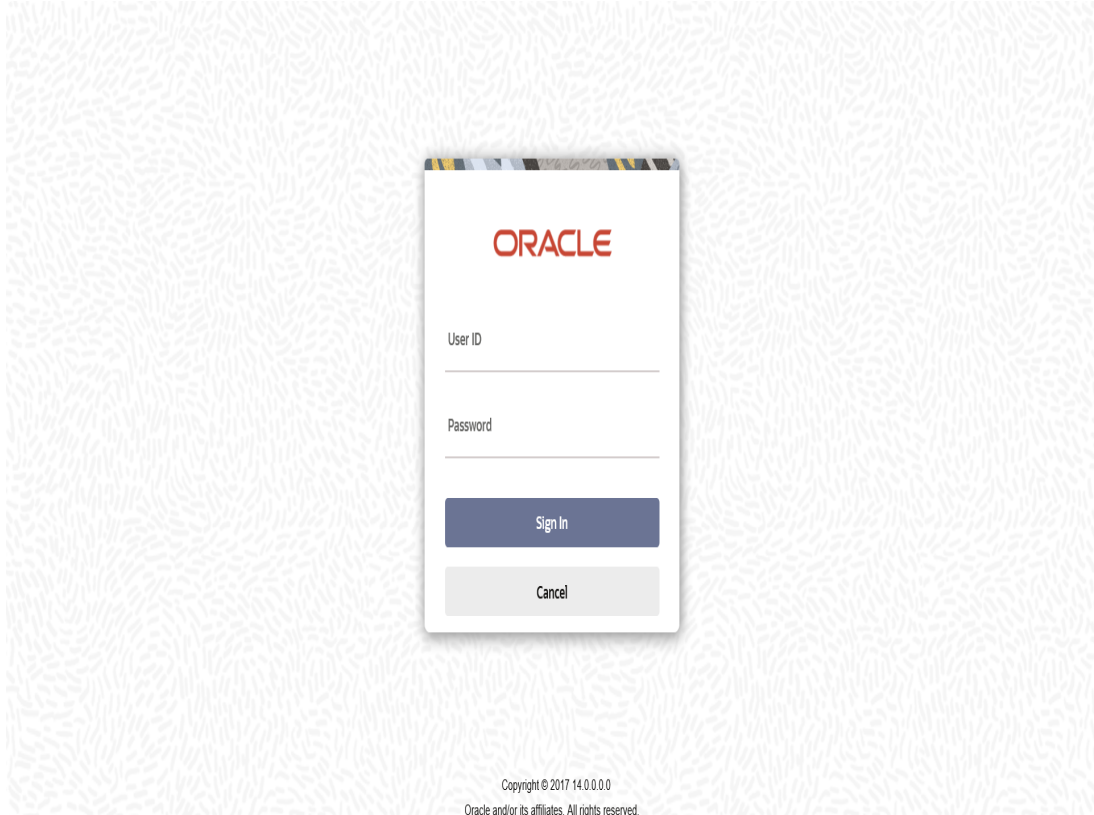 ORACLE
User ID
Password
Sign In
Cancel
Copyright © 2017 14.0.0.0.0
Oracle and/or its affiliates. All rights reserved.